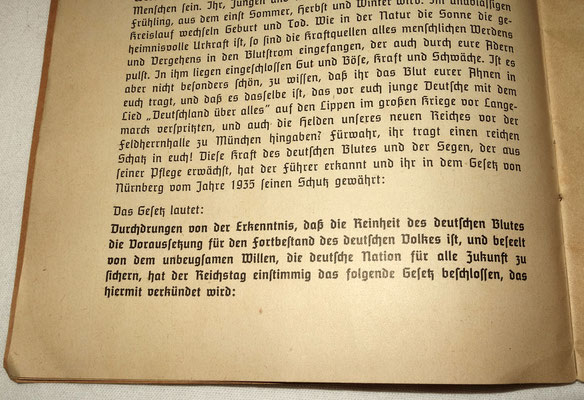 Menschen sein. Ihr, Jungen und
Frühling, aus dem einst Sommer, Herbst und Winter wird. Im unablässigen
Kreislauf wechseln Geburt und Tod. Wie in der Natur die Sonne die ge-
heimnisvolle Urkraft ist, so sind die Kraftquellen alles menschlichen Werdens
und Vergehens in den Blutstrom eingefangen, der auch durch eure Adern
pulst. In ihm liegen eingeschlossen Gut und Böse, Kraft und Schwäche. Ist es
aber nicht besonders schön, zu wissen, daß ihr das Blut eurer Ahnen in
euch tragt, und daß es dasselbe ist, das vor euch junge Deutsche mit dem
Lied „Deutschland über alles" auf den Lippen im großen Kriege vor Lange-
marck verspritzten, und auch die Helden unseres neuen Reiches vor der
Feldherrnhalle zu München hingaben? Fürwahr, ihr tragt einen reichen
Schatz in euch! Diese Kraft des deutschen Blutes und der Segen, der aus
seiner Pflege erwächst, hat der Führer erkannt und ihr in dem Gesetz von
Nürnberg vom Jahre 1935 seinen Schutz gewährt:
Das Gesetz lautet:
Durchdrungen von der Erkenntnis, daß die Reinheit des deutschen Blutes
die Voraussetzung für den Fortbestand des deutschen Volkes ist, und beseelt
von dem unbeugsamen Willen, die deutsche Nation für alle Zukunft zu
sichern, hat der Reichstag einstimmig das folgende Gesetz beschlossen, das
hiermit verkündet wird: